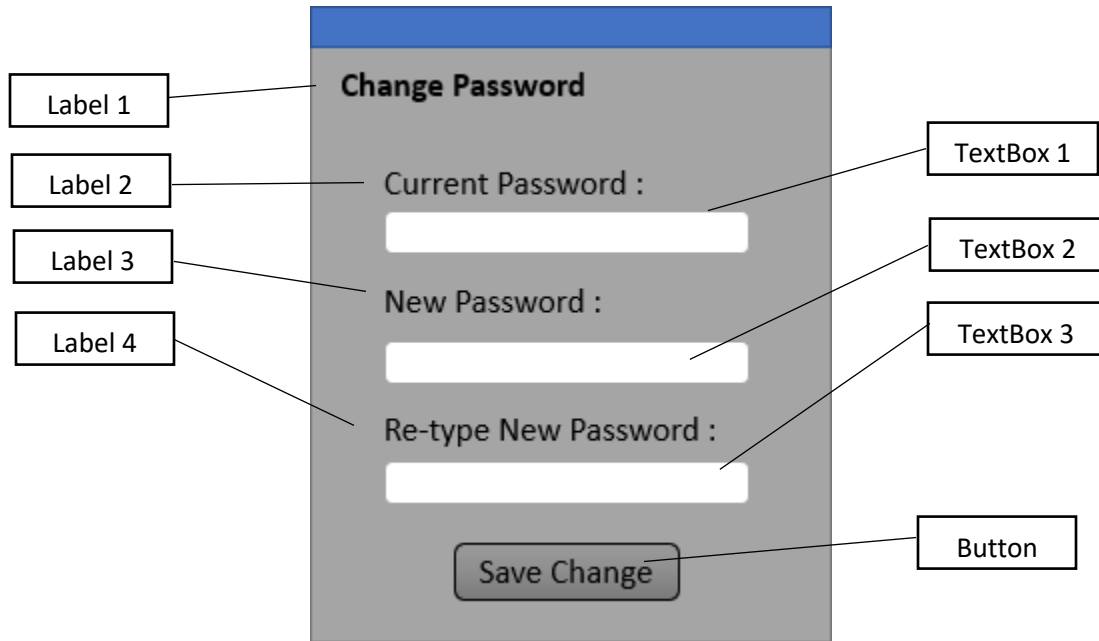 Change Password
Label 1
TextBox 1
Label 2
Current Password :
TextBox 2
Label 3
New Password :
Label 4
TextBox 3
Re-type New Password :
Button
Save Change